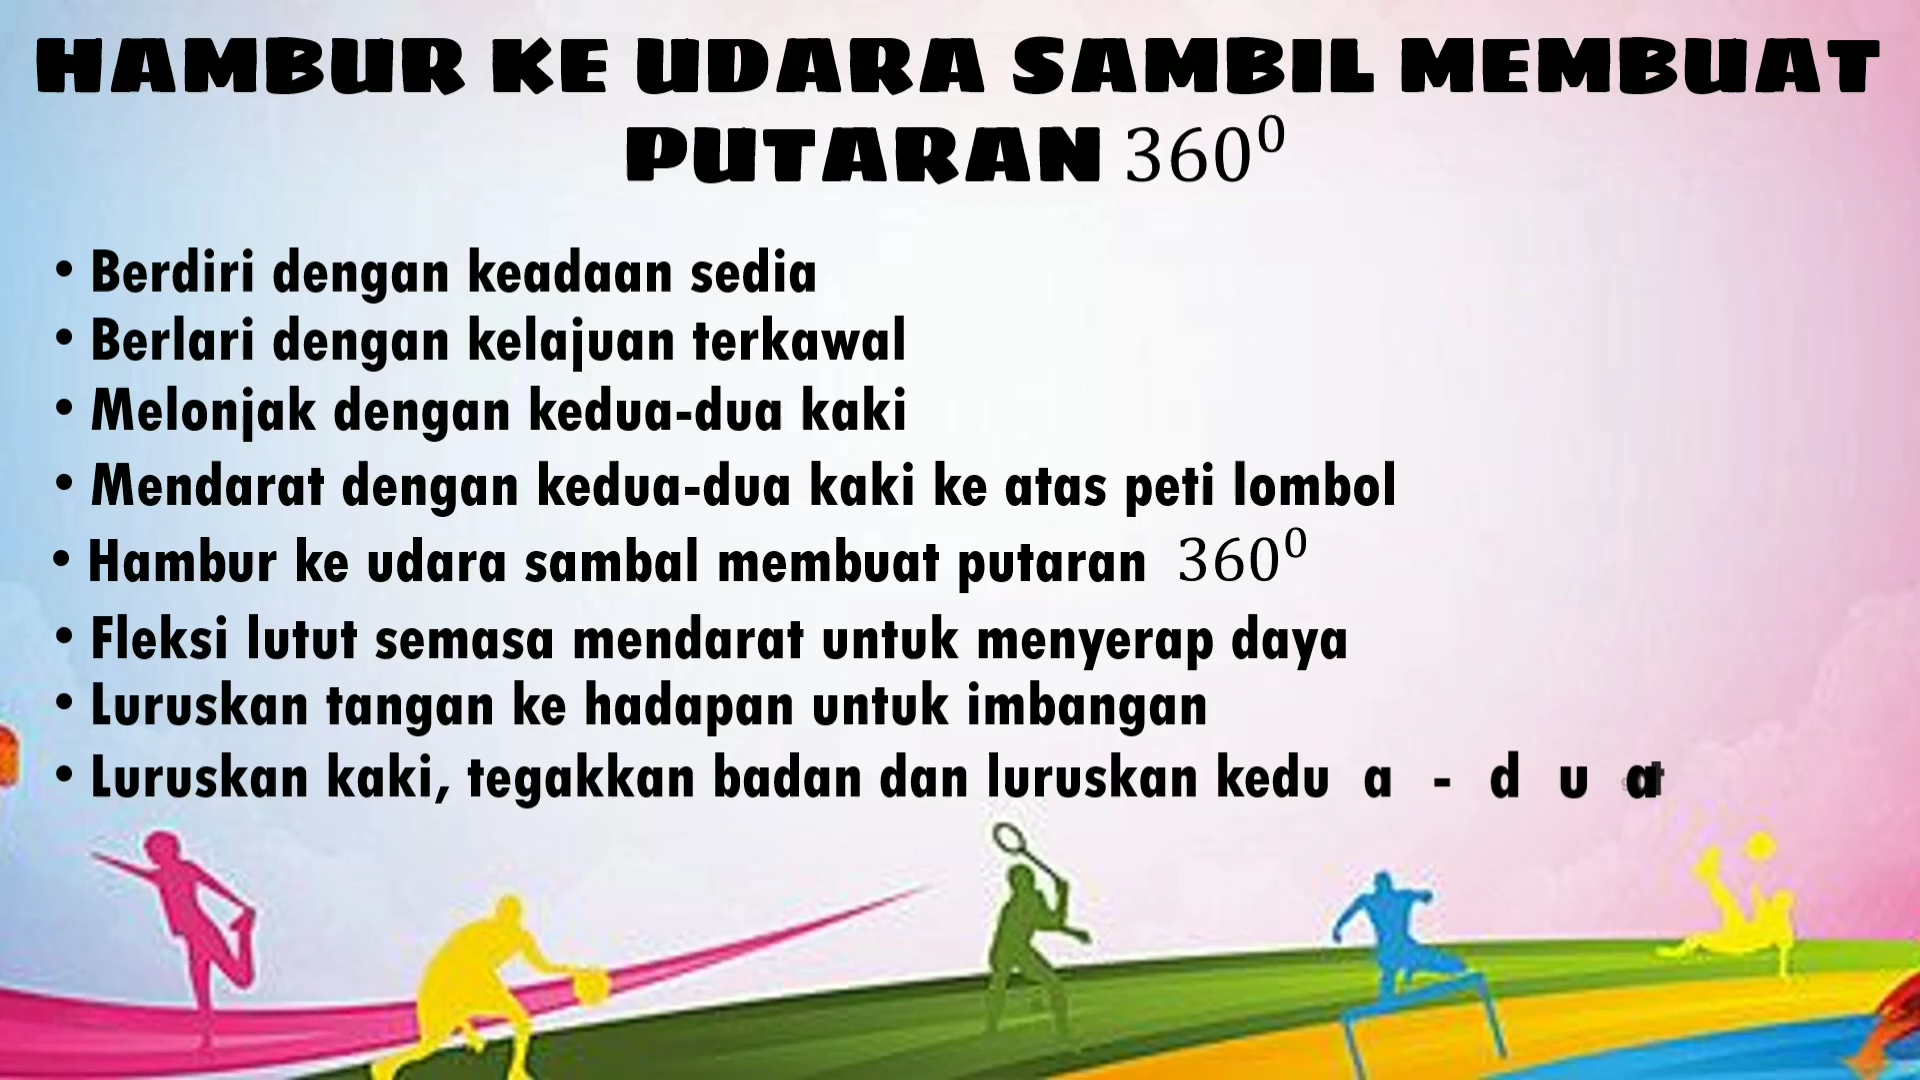 HAMBUR KE UDARA SAMBIL MEMBUAT
PUTARAN 360⁰
• Berdiri dengan keadaan sedia
• Berlari dengan kelajuan terkawal
• Melonjak dengan kedua-dua kaki
• Mendarat dengan kedua-dua kaki ke atas peti lombol
• Hambur ke udara sambal membuat putaran 360⁰
• Fleksi lutut semasa mendarat untuk menyerap daya
• Luruskan tangan ke hadapan untuk imbangan
• Luruskan kaki, tegakkan badan dan luruskan kedua-dua